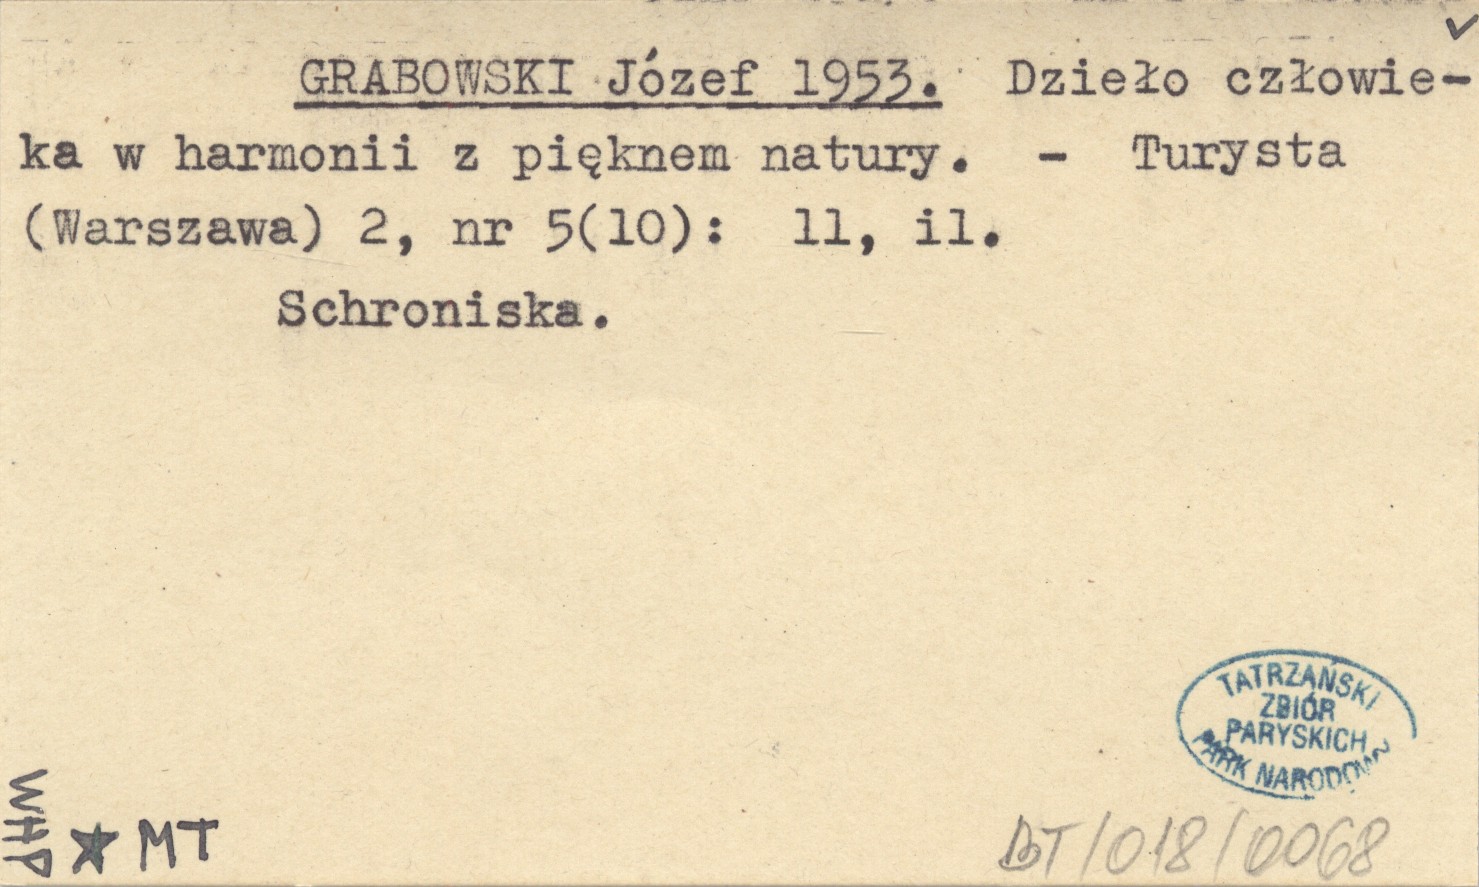 GRABOWSKI Józef 1953. Dzieło człowie-
ka w harmonii z pięknem natury. - Turysta
(Warszawa) 2, nr 5(10): 11, il.
Schroniska.
TATRZAŃSKI
ZBIÓR
PARYSKICH
PARK NARODOWY
WHP
★ MT
BT/018/0068